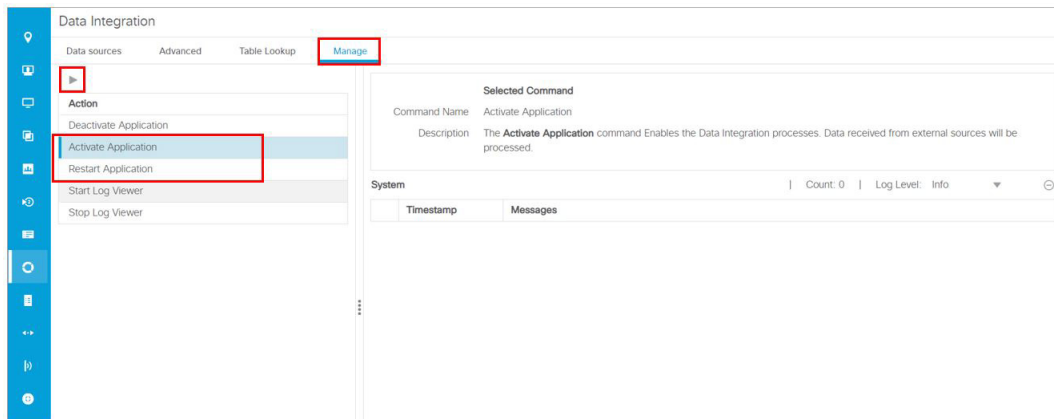 Data Integration
Data sources Advanced Table Lookup Manage
Action
Deactivate Application
Activate Application
Restart Application
Start Log Viewer
Stop Log Viewer
Selected Command
Command Name Activate Application
Description The Activate Application command Enables the Data Integration processes. Data received from external sources will be
processed.
System | Count: 0 | Log Level: Info
Timestamp Messages